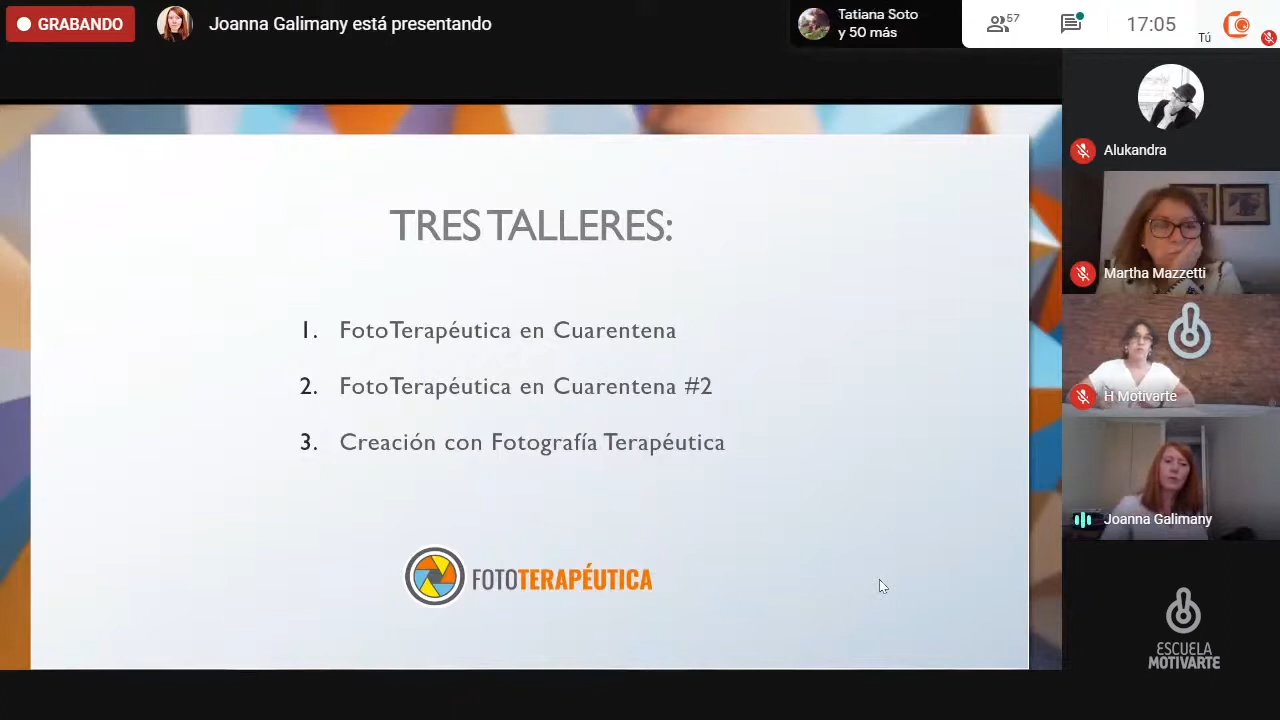 GRABANDO
Joanna Galimany está presentando
Tatiana Soto
y 50 más
57
17:05
Tú
Alukandra
Martha Mazzetti
H Motivarte
Joanna Galimany
TRES TALLERES:
1. FotoTerapéutica en Cuarentena
2. FotoTerapéutica en Cuarentena #2
3. Creación con Fotografía Terapéutica
FOTOTERAPÉUTICA
ESCUELA
MOTIVARTE